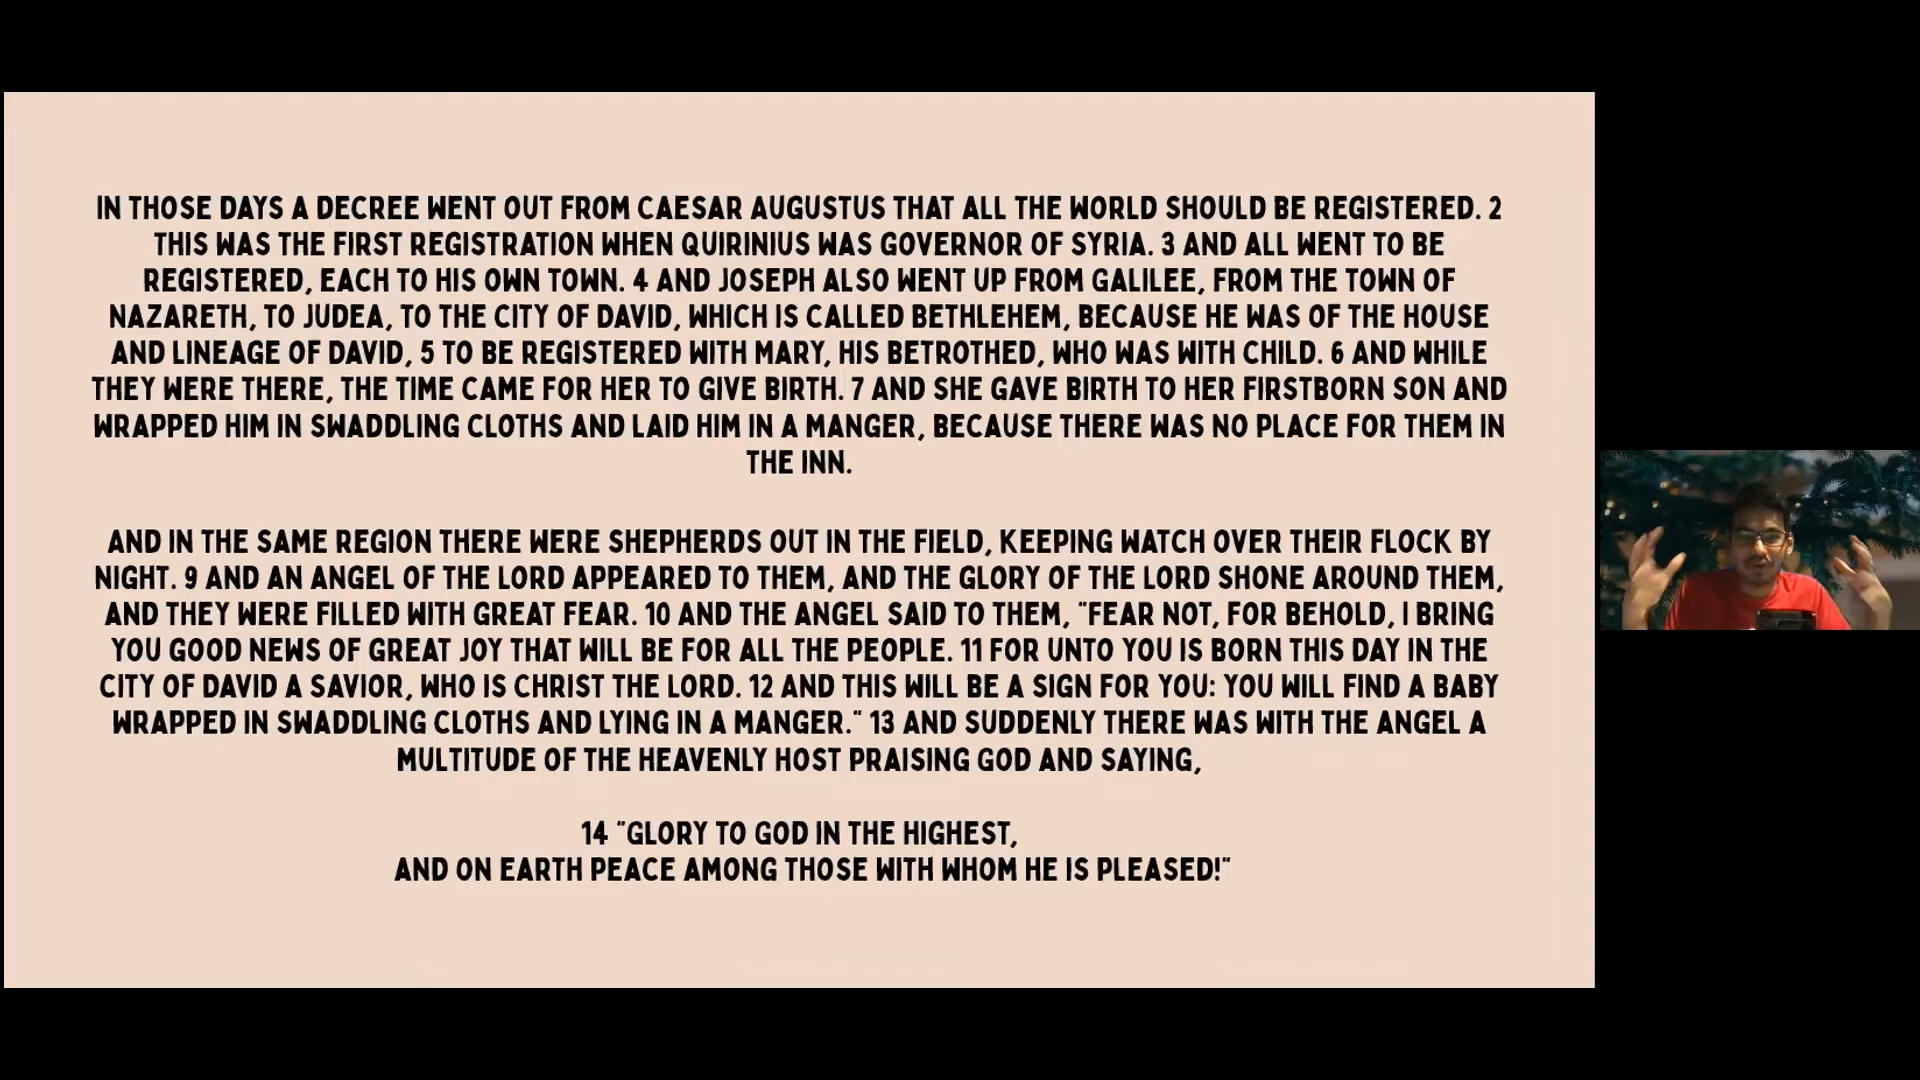 IN THOSE DAYS A DECREE WENT OUT FROM CAESAR AUGUSTUS THAT ALL THE WORLD SHOULD BE REGISTERED. 2
THIS WAS THE FIRST REGISTRATION WHEN QUIRINIUS WAS GOVERNOR OF SYRIA. 3 AND ALL WENT TO BE
REGISTERED, EACH TO HIS OWN TOWN. 4 AND JOSEPH ALSO WENT UP FROM GALILEE, FROM THE TOWN OF
NAZARETH, TO JUDEA, TO THE CITY OF DAVID, WHICH IS CALLED BETHLEHEM, BECAUSE HE WAS OF THE HOUSE
AND LINEAGE OF DAVID, 5 TO BE REGISTERED WITH MARY, HIS BETROTHED, WHO WAS WITH CHILD. 6 AND WHILE
THEY WERE THERE, THE TIME CAME FOR HER TO GIVE BIRTH. 7 AND SHE GAVE BIRTH TO HER FIRSTBORN SON AND
WRAPPED HIM IN SWADDLING CLOTHS AND LAID HIM IN A MANGER, BECAUSE THERE WAS NO PLACE FOR THEM IN
THE INN.
AND IN THE SAME REGION THERE WERE SHEPHERDS OUT IN THE FIELD, KEEPING WATCH OVER THEIR FLOCK BY
NIGHT. 9 AND AN ANGEL OF THE LORD APPEARED TO THEM, AND THE GLORY OF THE LORD SHONE AROUND THEM,
AND THEY WERE FILLED WITH GREAT FEAR. 10 AND THE ANGEL SAID TO THEM, "FEAR NOT, FOR BEHOLD, I BRING
YOU GOOD NEWS OF GREAT JOY THAT WILL BE FOR ALL THE PEOPLE. 11 FOR UNTO YOU IS BORN THIS DAY IN THE
CITY OF DAVID A SAVIOR, WHO IS CHRIST THE LORD. 12 AND THIS WILL BE A SIGN FOR YOU: YOU WILL FIND A BABY
WRAPPED IN SWADDLING CLOTHS AND LYING IN A MANGER." 13 AND SUDDENLY THERE WAS WITH THE ANGEL A
MULTITUDE OF THE HEAVENLY HOST PRAISING GOD AND SAYING,
14 "GLORY TO GOD IN THE HIGHEST,
AND ON EARTH PEACE AMONG THOSE WITH WHOM HE IS PLEASED!"